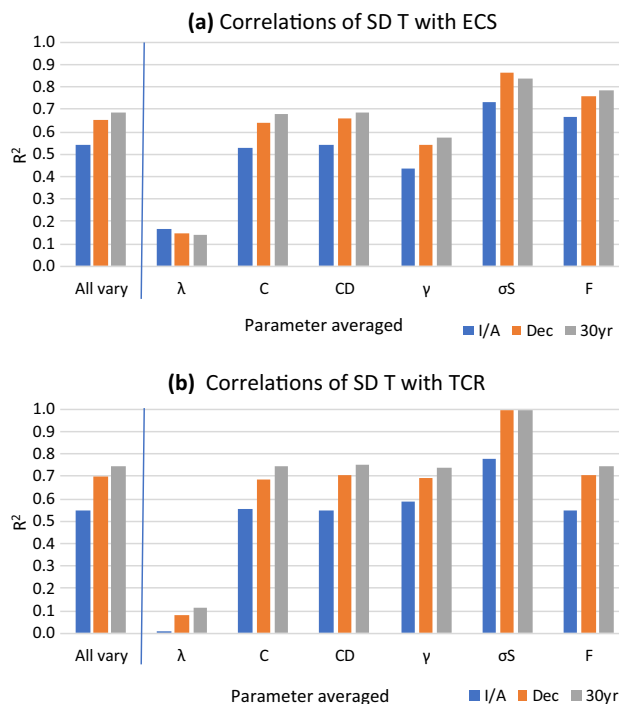 (a) Correlations of SD T with ECS
1.0
0.9
0.8
0.7
0.6
0.5
0.4
0.3
0.2
0.1
0.0
R²
All vary λ C CD γ σS F
Parameter averaged
I/A Dec 30yr
(b) Correlations of SD T with TCR
1.0
0.9
0.8
0.7
0.6
0.5
0.4
0.3
0.2
0.1
0.0
R²
All vary λ C CD γ σS F
Parameter averaged
I/A Dec 30yr